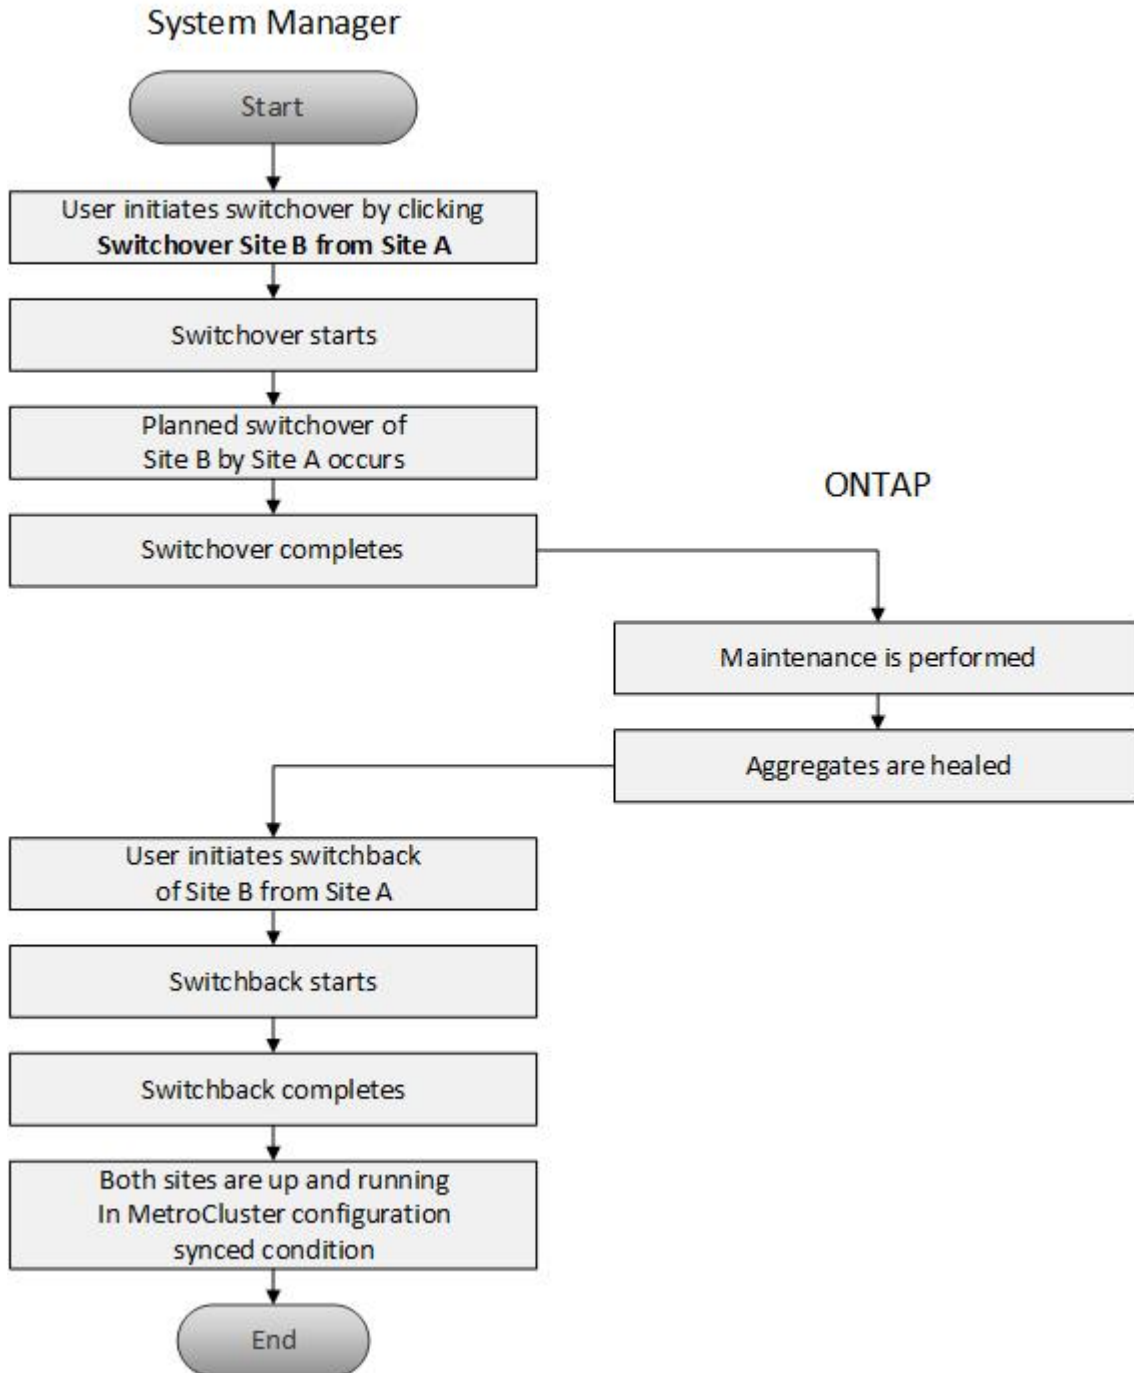 System Manager
Start
User initiates switchover by clicking
Switchover Site B from Site A
Switchover starts
Planned switchover of
Site B by Site A occurs
Switchover completes
ONTAP
Maintenance is performed
Aggregates are healed
User initiates switchback
of Site B from Site A
Switchback starts
Switchback completes
Both sites are up and running
In MetroCluster configuration
synced condition
End